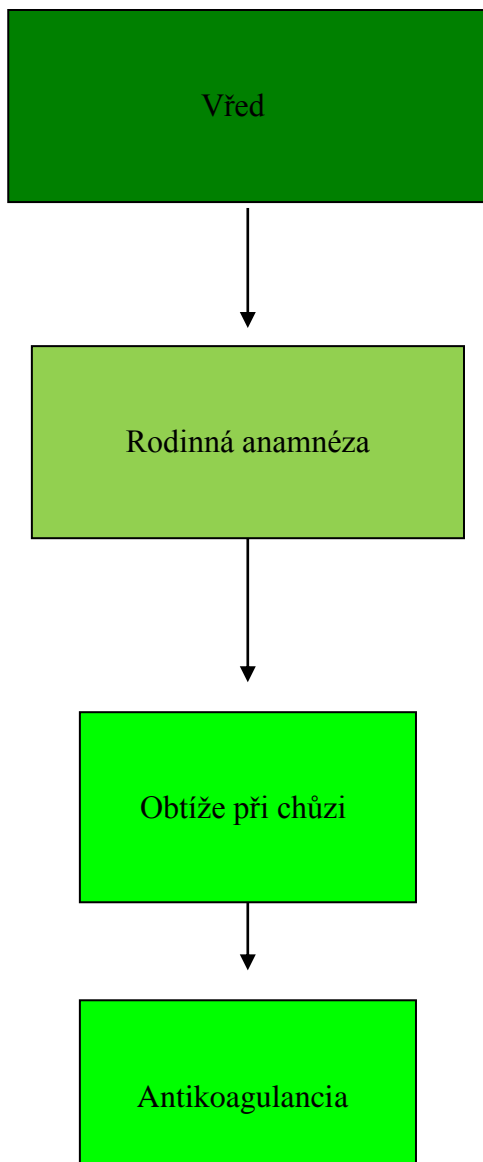 Vřed
Rodinná anamnéza
Obtíže při chůzi
Antikoagulancia